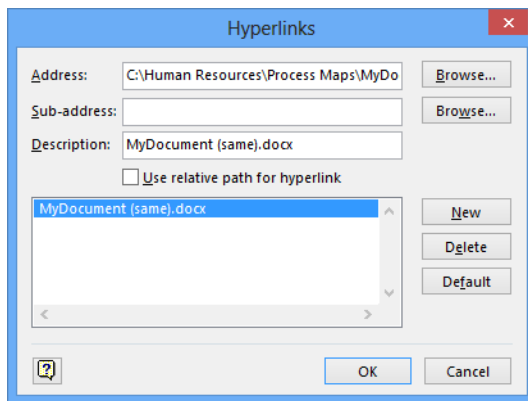 Hyperlinks
Address: C:\Human Resources\Process Maps\MyDo Browse...
Sub-address: Browse...
Description: MyDocument (same).docx
Use relative path for hyperlink
MyDocument (same).docx New
Delete
Default
OK Cancel